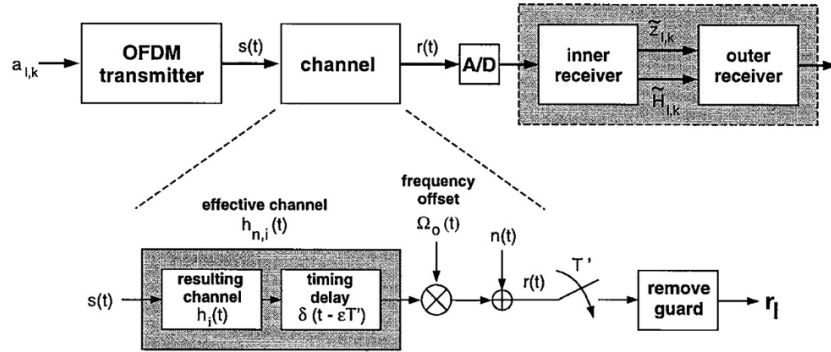 a_{l,k}
OFDM
transmitter
s(t)
channel
r(t)
A/D
inner
receiver
z̃_{l,k}
H̃_{l,k}
outer
receiver
effective channel
h_{n,i}(t)
frequency
offset
Ω_o(t)
n(t)
s(t)
resulting
channel
h_i(t)
timing
delay
δ(t - εT')
r(t)
T'
remove
guard
r_l